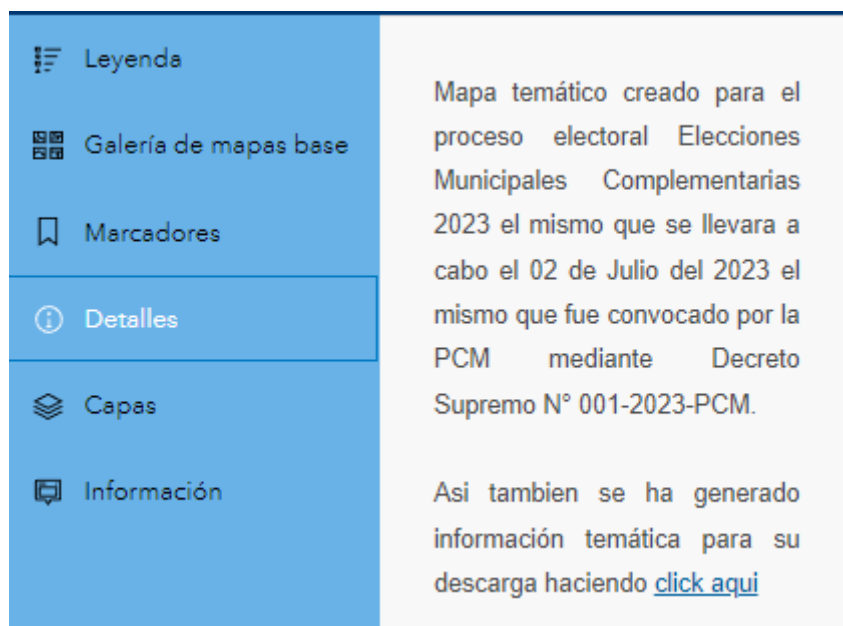 Leyenda
Galería de mapas base
Marcadores
Detalles
Capas
Información
Mapa temático creado para el
proceso electoral Elecciones
Municipales Complementarias
2023 el mismo que se llevara a
cabo el 02 de Julio del 2023 el
mismo que fue convocado por la
PCM mediante Decreto
Supremo N° 001-2023-PCM.
Asi tambien se ha generado
información temática para su
descarga haciendo click aqui